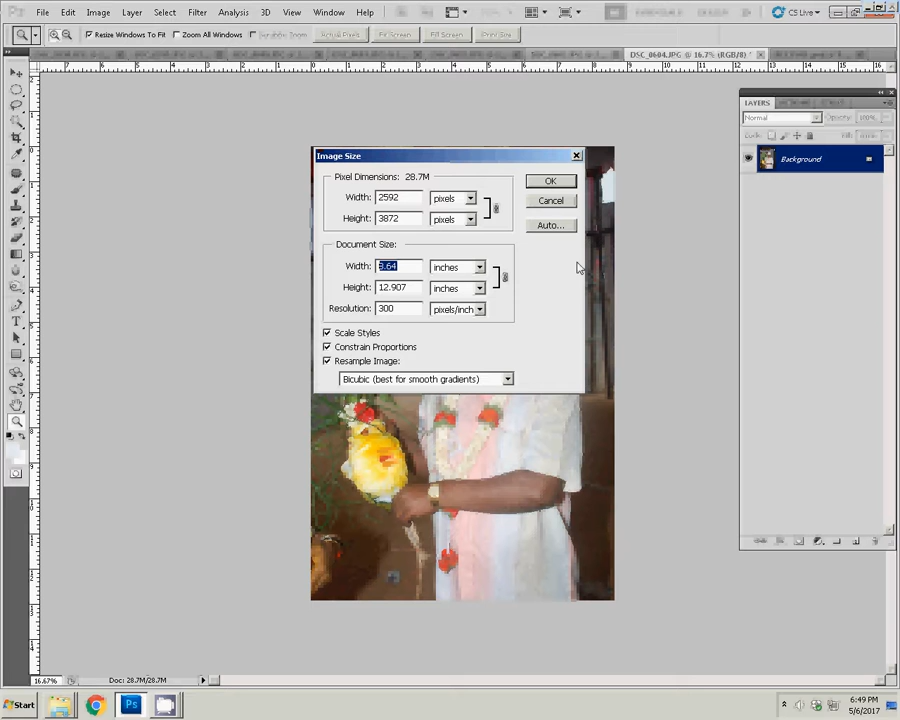 Ps File Edit Image Layer Select Filter Analysis 3D View Window Help CS Live
Resize Windows To Fit Zoom All Windows Scrubby Zoom Actual Pixels Fit Screen Fill Screen Print Size
DSC_0604.JPG @ 16.7% (RGB/8) *
LAYERS
Normal Opacity: 100%
Lock: Fill:
Background
Image Size
Pixel Dimensions: 28.7M
Width: 2592 pixels
Height: 3872 pixels
OK
Cancel
Auto...
Document Size:
Width: 8.64 inches
Height: 12.907 inches
Resolution: 300 pixels/inch
Scale Styles
Constrain Proportions
Resample Image:
Bicubic (best for smooth gradients)
16.67% Doc: 28.7M/28.7M
Start Ps 6:49 PM
5/6/2017